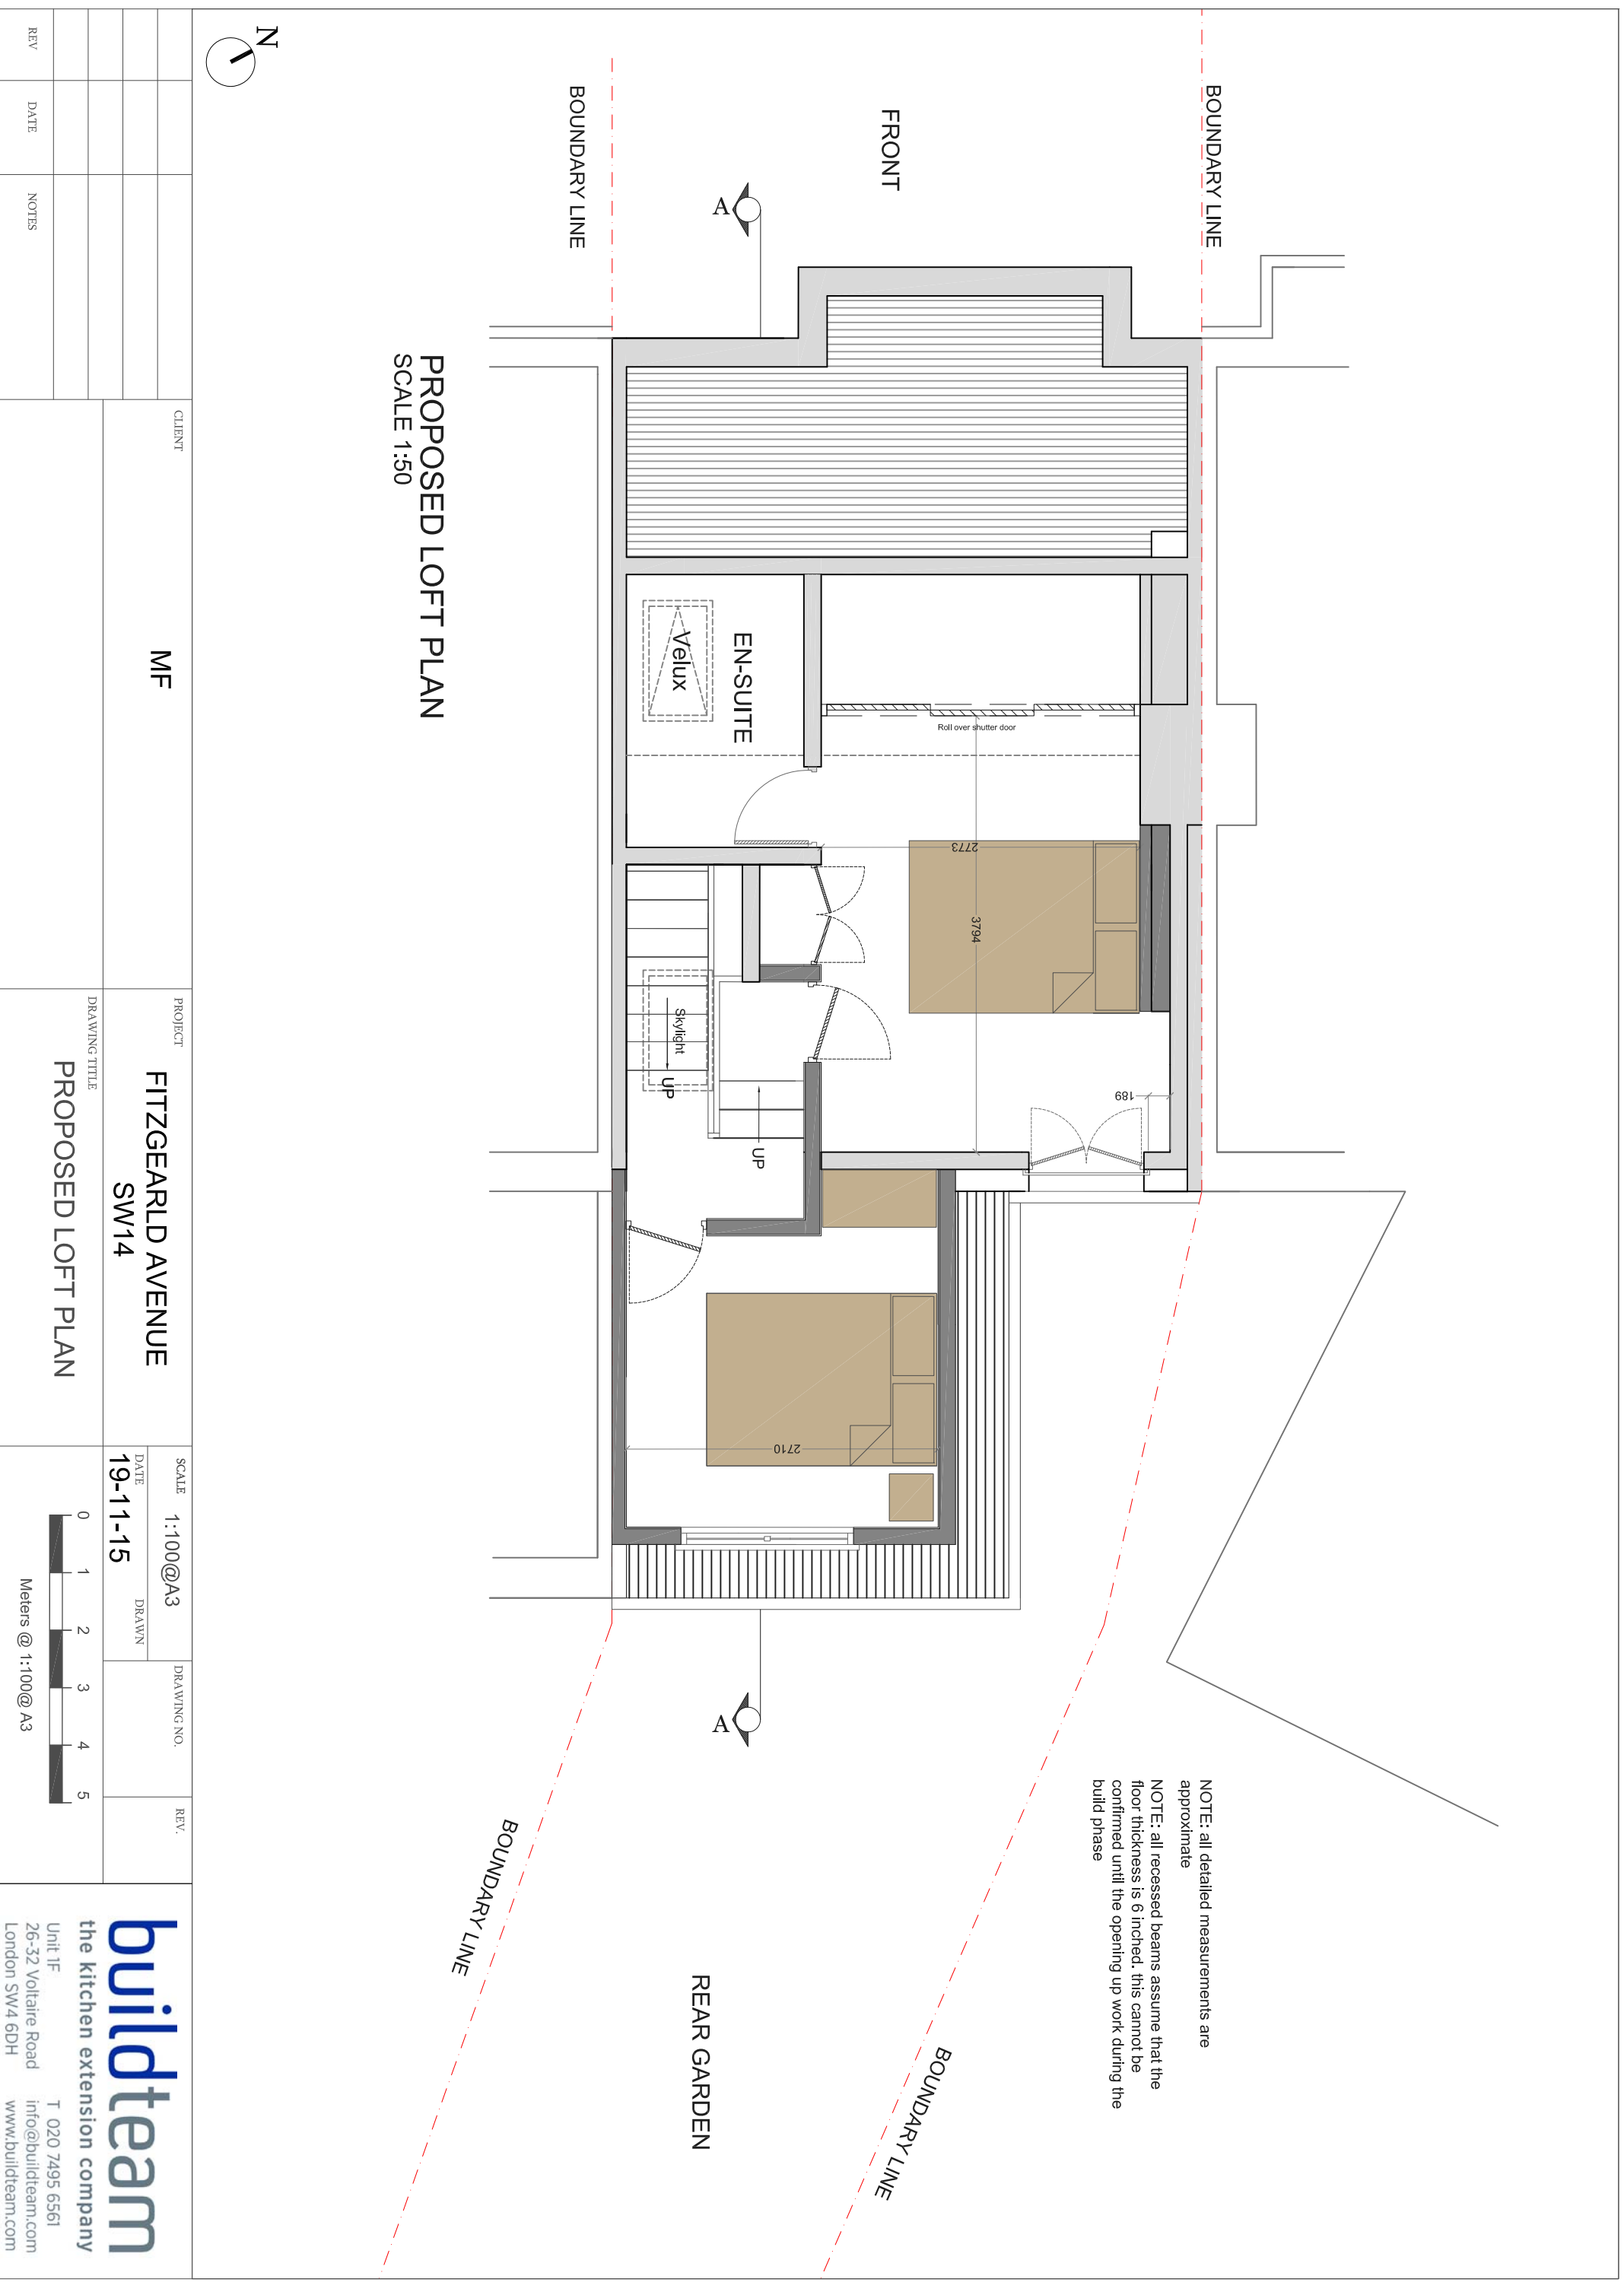 BOUNDARY LINE
FRONT
BOUNDARY LINE
N
A
Roll over shutter door
EN-SUITE
Velux
2773
3794
189
Skylight
UP
UP
2710
A
BOUNDARY LINE
BOUNDARY LINE
REAR GARDEN
NOTE: all detailed measurements are
approximate
NOTE: all recessed beams assume that the
floor thickness is 6 inched. this cannot be
confirmed until the opening up work during the
build phase
PROPOSED LOFT PLAN
SCALE 1:50
REV
DATE
NOTES
CLIENT
MF
PROJECT
FITZGEARLD AVENUE
SW14
DRAWING TITLE
PROPOSED LOFT PLAN
SCALE
1:100@A3
DATE
19-11-15
DRAWN
DRAWING NO.
REV.
0 1 2 3 4 5
Meters @ 1:100@ A3
buildteam
the kitchen extension company
Unit 1F
26-32 Voltaire Road
London SW4 6DH
T 020 7495 6561
info@buildteam.com
www.buildteam.com